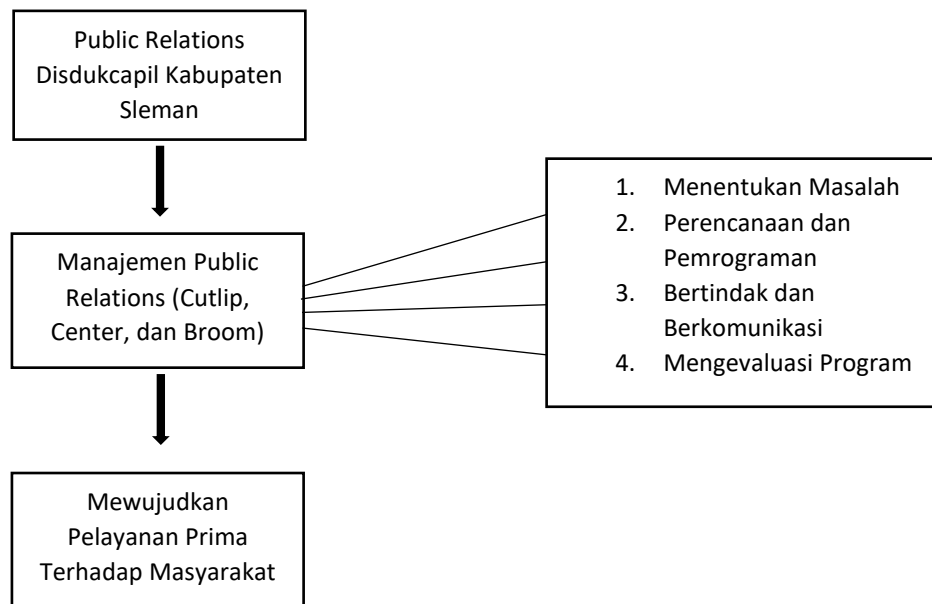 Public Relations
Disdukcapil Kabupaten
Sleman
Manajemen Public
Relations (Cutlip,
Center, dan Broom)
1. Menentukan Masalah
2. Perencanaan dan
Pemrograman
3. Bertindak dan
Berkomunikasi
4. Mengevaluasi Program
Mewujudkan
Pelayanan Prima
Terhadap Masyarakat